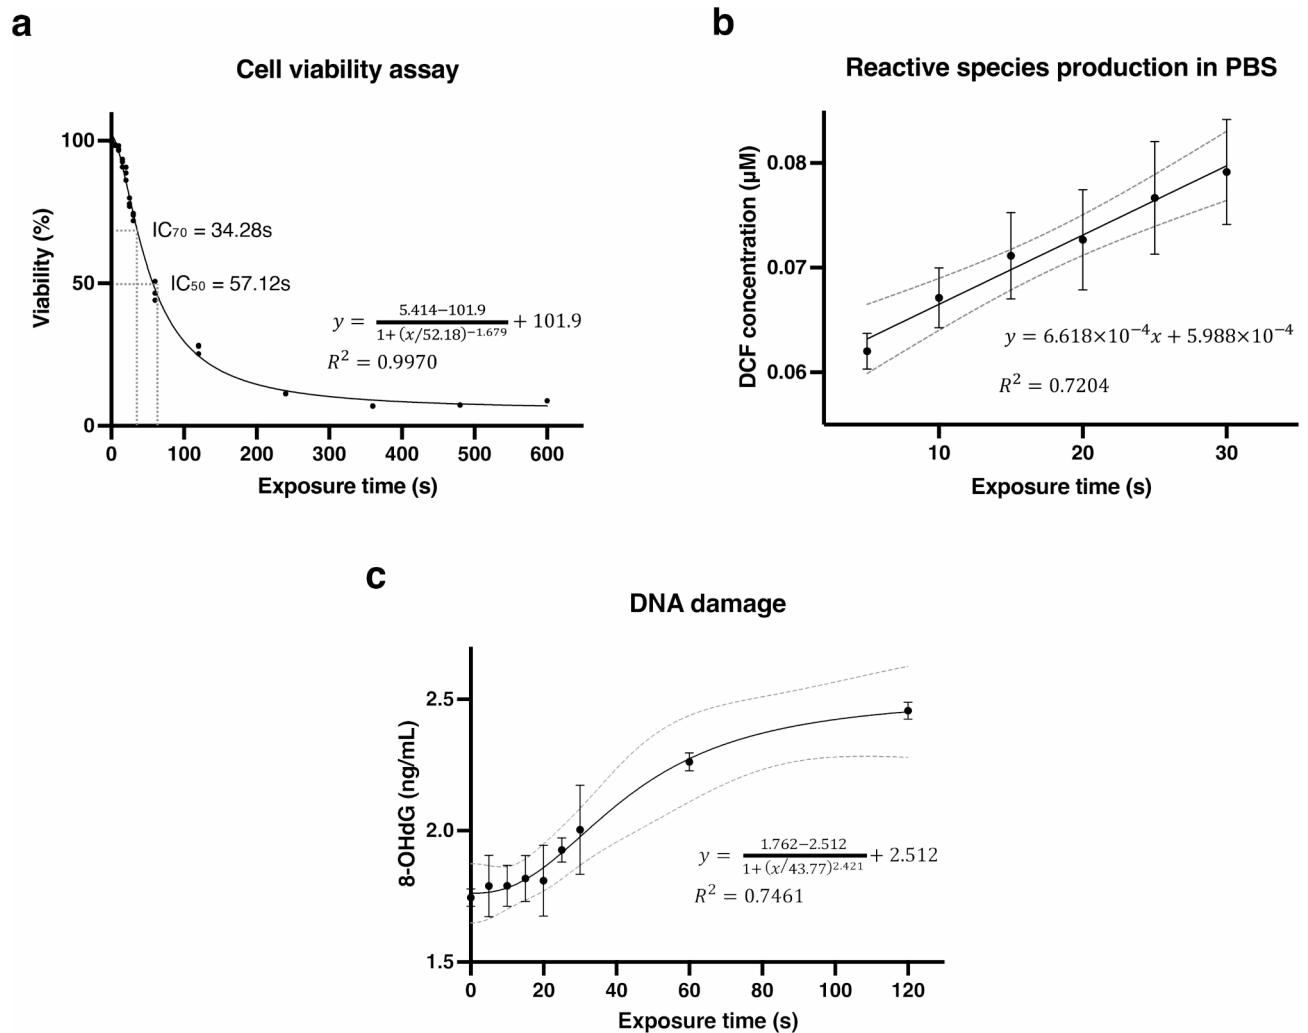 a
Cell viability assay
Viability (%)
100
50
0
IC70 = 34.28s
IC50 = 57.12s
y = 5.414−101.9 / 1+(x/52.18)^−1.679 + 101.9
R² = 0.9970
0 100 200 300 400 500 600
Exposure time (s)
b
Reactive species production in PBS
DCF concentration (µM)
0.08
0.07
0.06
y = 6.618×10⁻⁴x + 5.988×10⁻⁴
R² = 0.7204
10 20 30
Exposure time (s)
c
DNA damage
8-OHdG (ng/mL)
2.5
2.0
1.5
y = 1.762−2.512 / 1+(x/43.77)^2.421 + 2.512
R² = 0.7461
0 20 40 60 80 100 120
Exposure time (s)